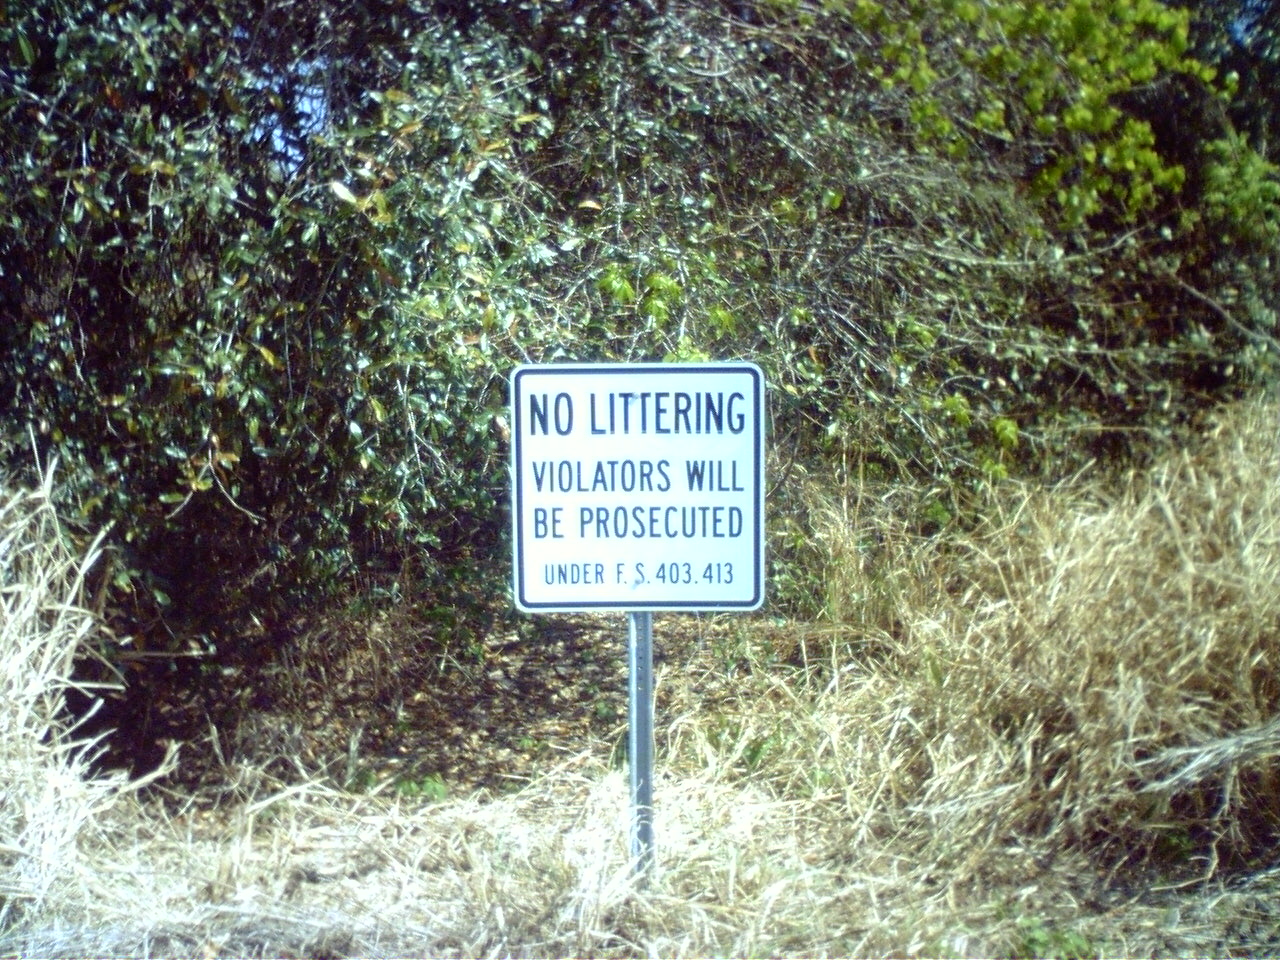 NO LITTERING
VIOLATORS WILL
BE PROSECUTED
UNDER F. S. 403.413